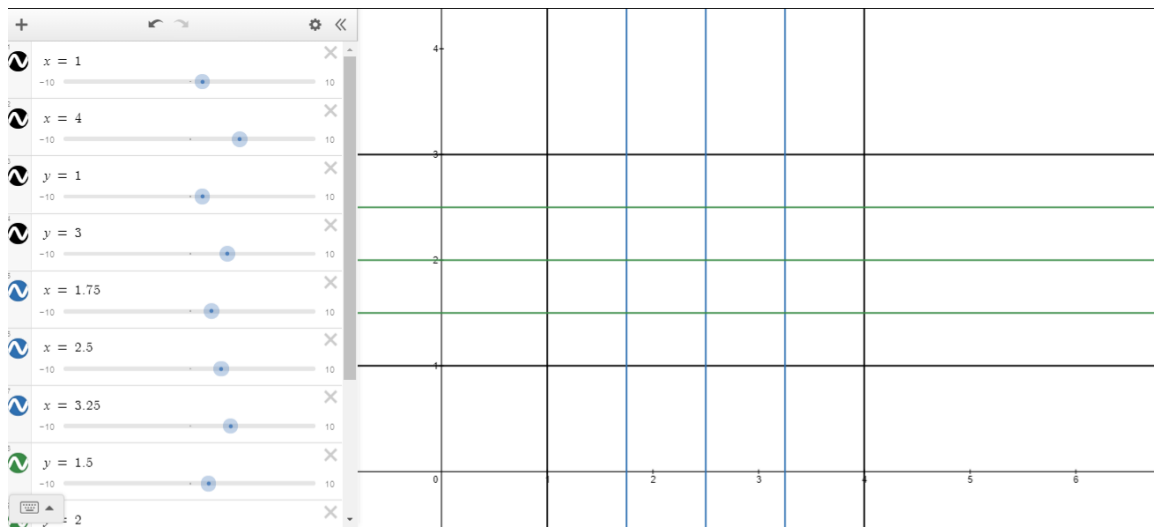 x = 1
-10 10
x = 4
-10 10
y = 1
-10 10
y = 3
-10 10
x = 1.75
-10 10
x = 2.5
-10 10
x = 3.25
-10 10
y = 1.5
-10 10
y = 2
4
3
2
1
0 1 2 3 4 5 6